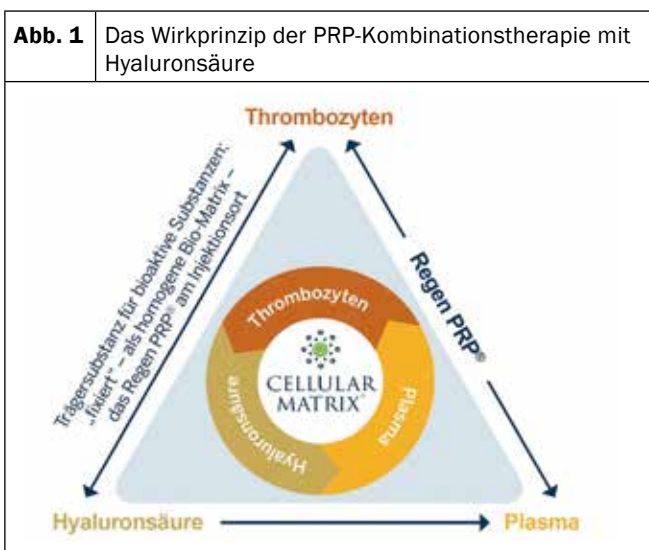 Abb. 1
Das Wirkprinzip der PRP-Kombinationstherapie mit
Hyaluronsäure
Thrombozyten
Trägersubstanz für bioaktive Substanzen:
„fixiert“ – als homogene Bio-Matrix –
das Regen PRP® am Injektionsort
Regen PRP®
Thrombozyten
Plasma
Hyaluronsäure
CELLULAR
MATRIX™
Hyaluronsäure
Plasma